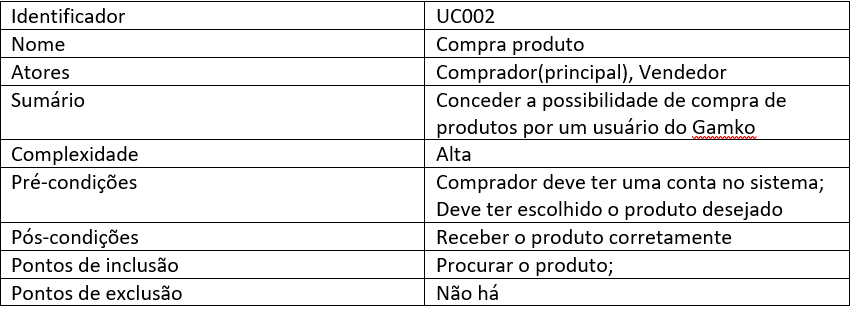 Identificador UC002
Nome Compra produto
Atores Comprador(principal), Vendedor
Sumário Conceder a possibilidade de compra de
produtos por um usuário do Gamko
Complexidade Alta
Pré-condições Comprador deve ter uma conta no sistema;
Deve ter escolhido o produto desejado
Pós-condições Receber o produto corretamente
Pontos de inclusão Procurar o produto;
Pontos de exclusão Não há